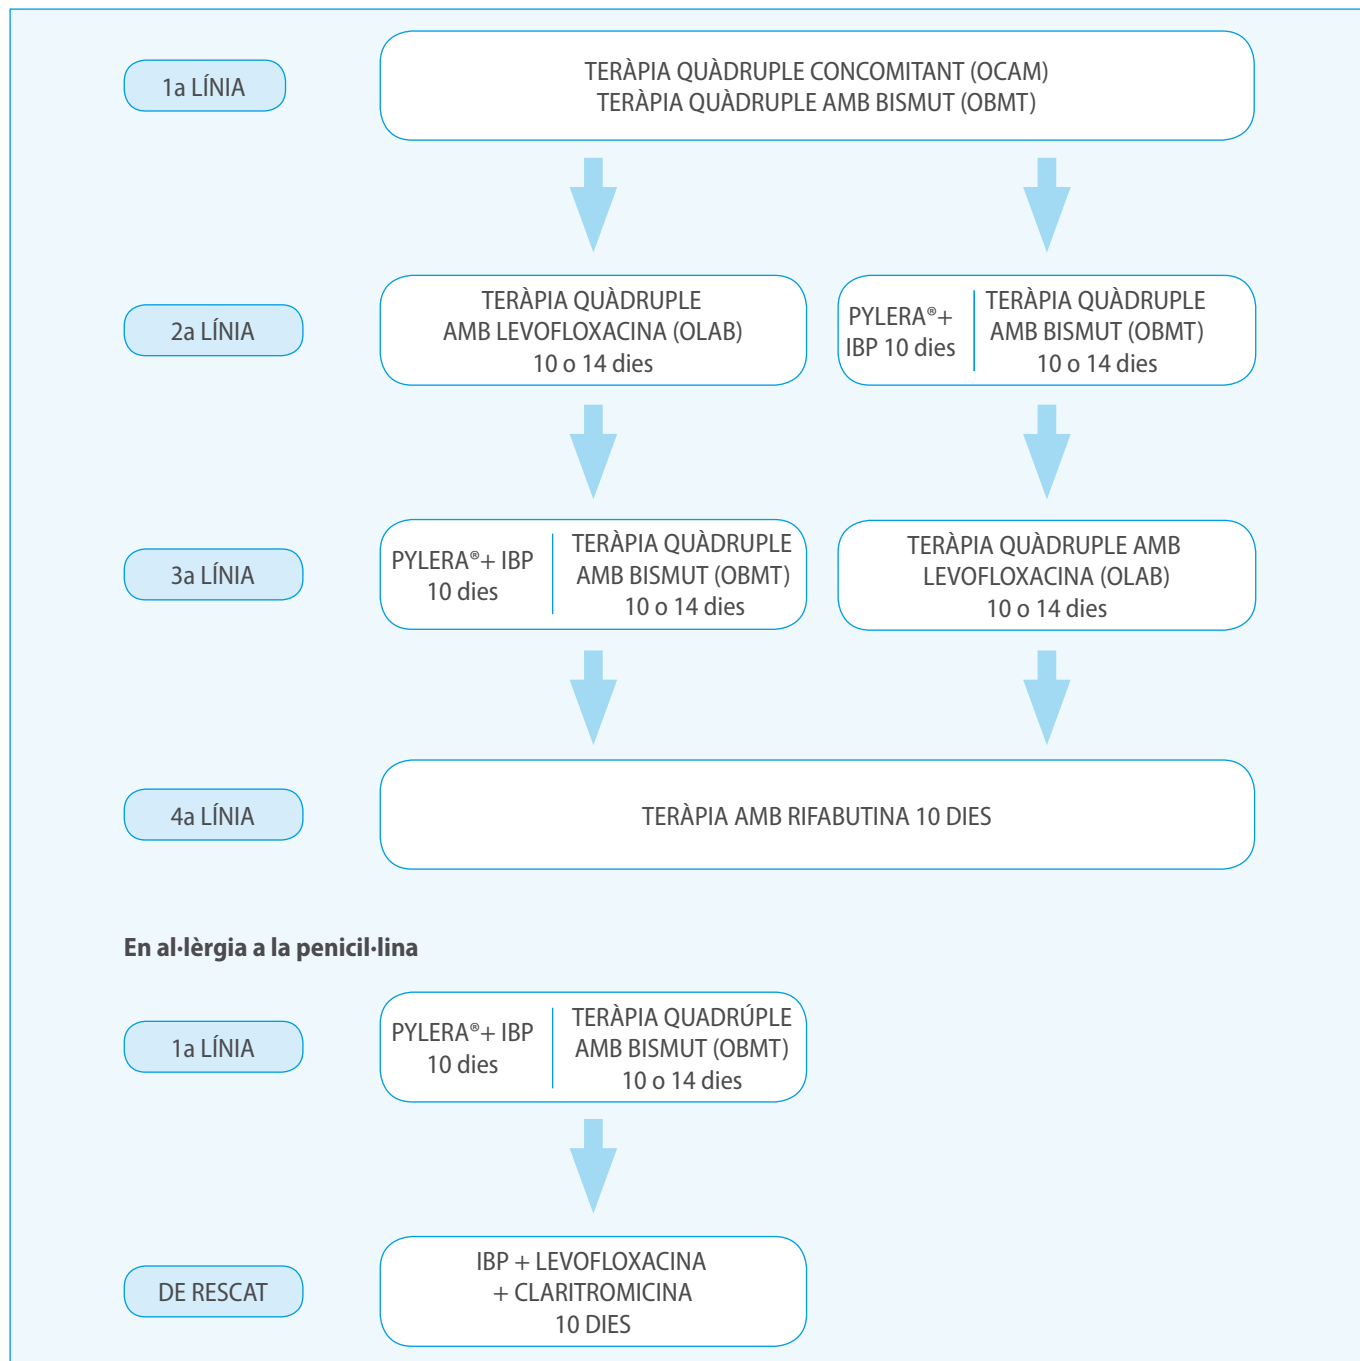 1a LÍNIA
TERÀPIA QUÀDRUPLE CONCOMITANT (OCAM)
TERÀPIA QUÀDRUPLE AMB BISMUT (OBMT)
2a LÍNIA
TERÀPIA QUÀDRUPLE
AMB LEVOFLOXACINA (OLAB)
10 o 14 dies
PYLERA®+
IBP 10 dies
TERÀPIA QUÀDRUPLE
AMB BISMUT (OBMT)
10 o 14 dies
3a LÍNIA
PYLERA®+ IBP
10 dies
TERÀPIA QUÀDRUPLE
AMB BISMUT (OBMT)
10 o 14 dies
TERÀPIA QUÀDRUPLE AMB
LEVOFLOXACINA (OLAB)
10 o 14 dies
4a LÍNIA
TERÀPIA AMB RIFABUTINA 10 DIES
En al·lèrgia a la penicil·lina
1a LÍNIA
PYLERA®+ IBP
10 dies
TERÀPIA QUADRÚPLE
AMB BISMUT (OBMT)
10 o 14 dies
DE RESCAT
IBP + LEVOFLOXACINA
+ CLARITROMICINA
10 DIES